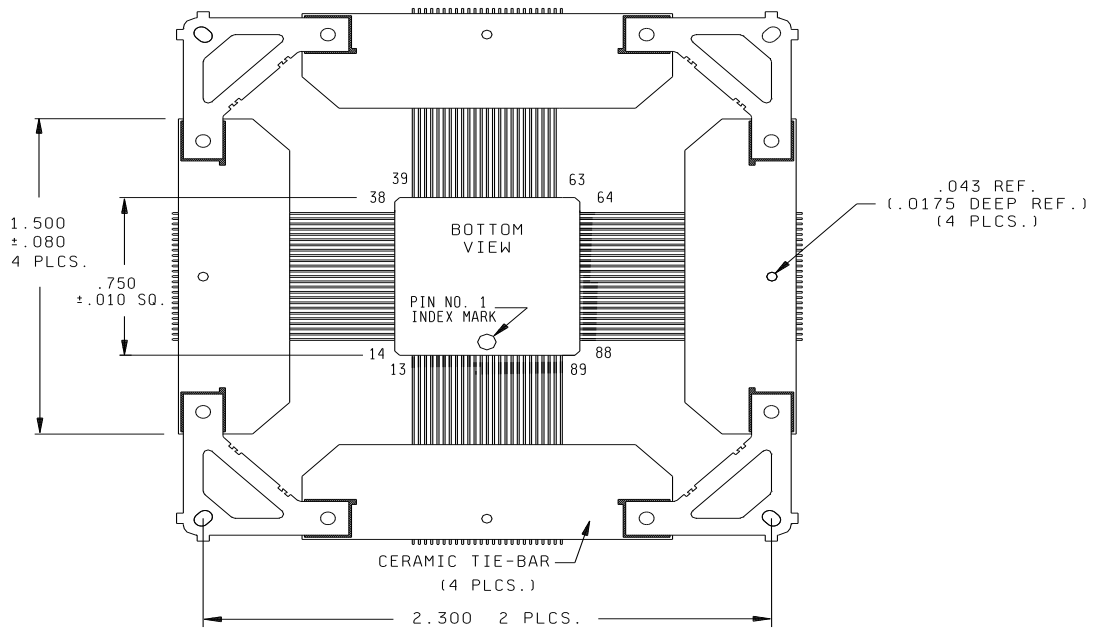 39
63
38
64
.043 REF.
(.0175 DEEP REF.)
(4 PLCS.)
1.500
±.080
4 PLCS.
BOTTOM
VIEW
.750
±.010 SQ.
PIN NO. 1
INDEX MARK
14
88
13
89
CERAMIC TIE-BAR
(4 PLCS.)
2.300 2 PLCS.